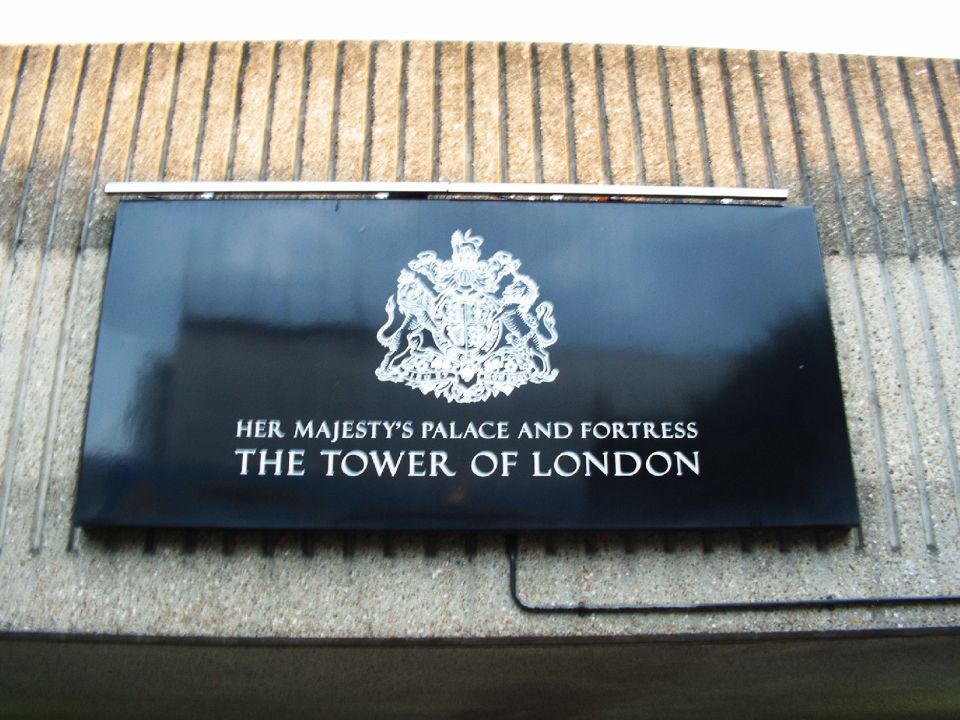 HER MAJESTY'S PALACE AND FORTRESS
THE TOWER OF LONDON